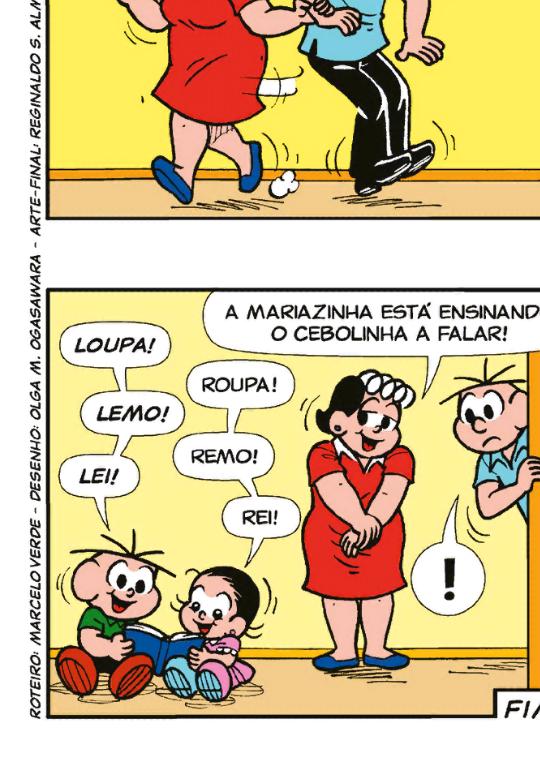 ROTEIRO: MARCELO VERDE - DESENHO: OLGA M. OGASAWARA - ARTE-FINAL: REGINALDO S.
A MARIAZINHA ESTÁ
O CEBOLINHA A FALAR!
LOUPA!
LEMO!
LEI!
ROUPA!
REMO!
REI!
!